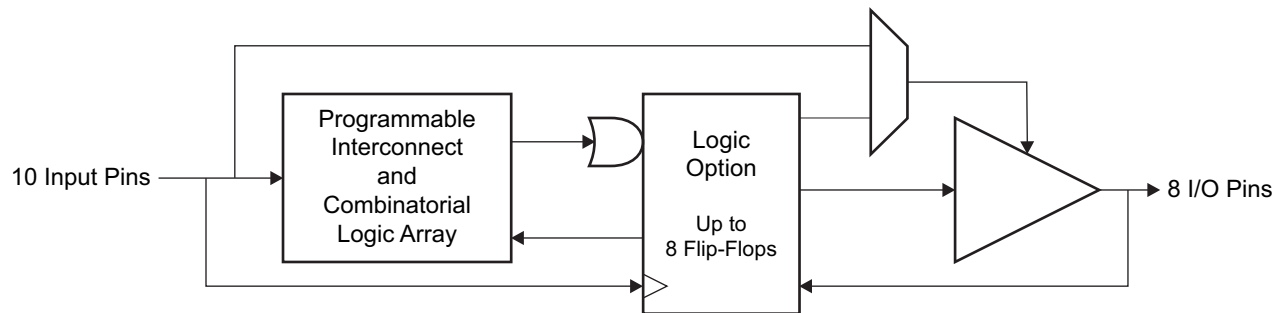 10 Input Pins
Programmable
Interconnect
and
Combinatorial
Logic Array
Logic
Option
Up to
8 Flip-Flops
8 I/O Pins